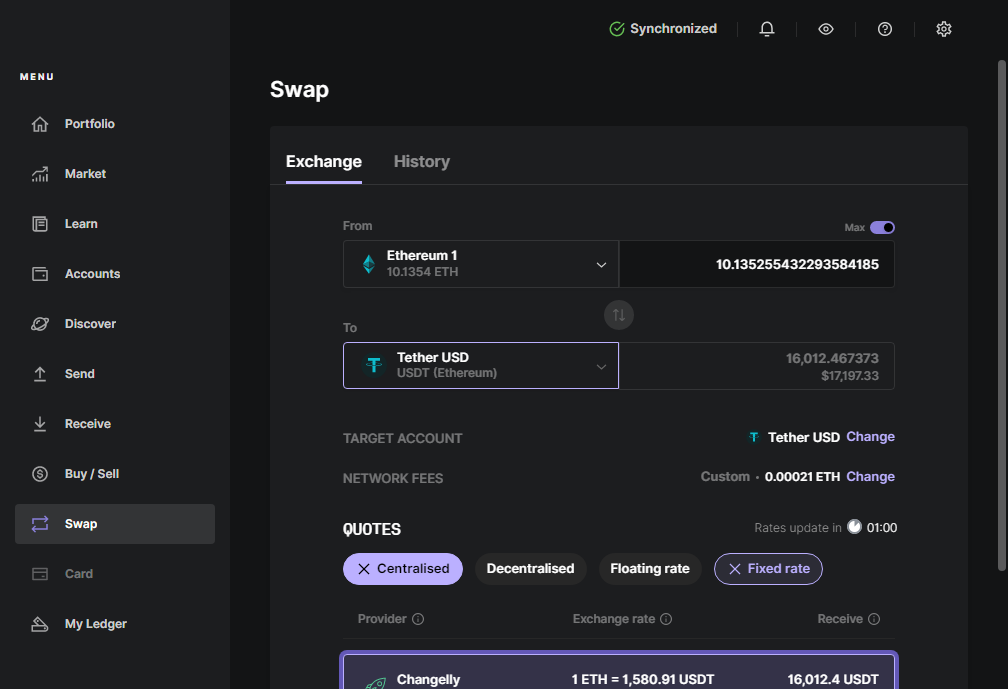 Synchronized
MENU
Portfolio
Market
Learn
Accounts
Discover
Send
Receive
Buy / Sell
Swap
Card
My Ledger
Swap
Exchange
History
From
Max
Ethereum 1
10.1354 ETH
10.135255432293584185
To
Tether USD
USDT (Ethereum)
16,012.467373
$17,197.33
TARGET ACCOUNT
Tether USD Change
NETWORK FEES
Custom · 0.00021 ETH Change
QUOTES
Rates update in 01:00
Centralised
Decentralised
Floating rate
Fixed rate
Provider
Exchange rate
Receive
Changelly
1 ETH = 1,580.91 USDT
16,012.4 USDT